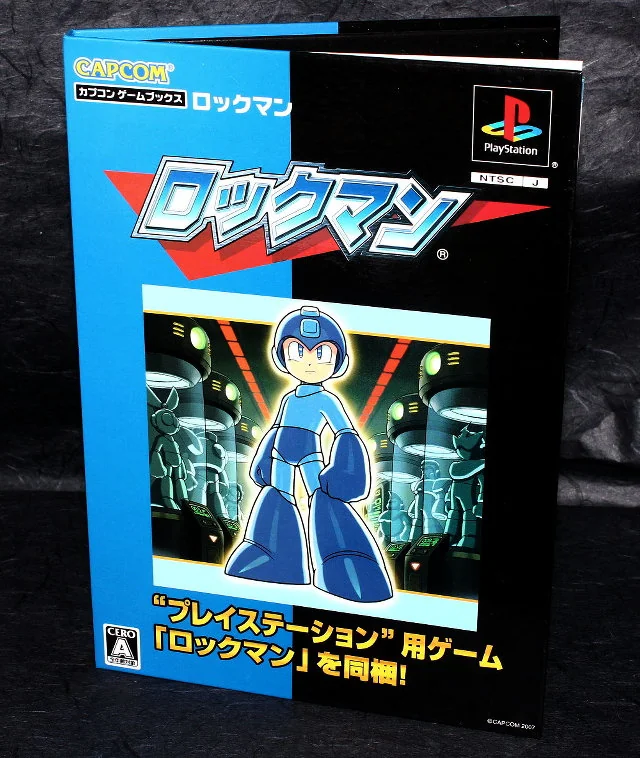 CAPCOM®
カプコン ゲームブックス ロックマン
PlayStation
®
NTSC J
ロックマン
®
“プレイステーション”用ゲーム
「ロックマン」を同梱!
CERO
A
©CAPCOM 2007